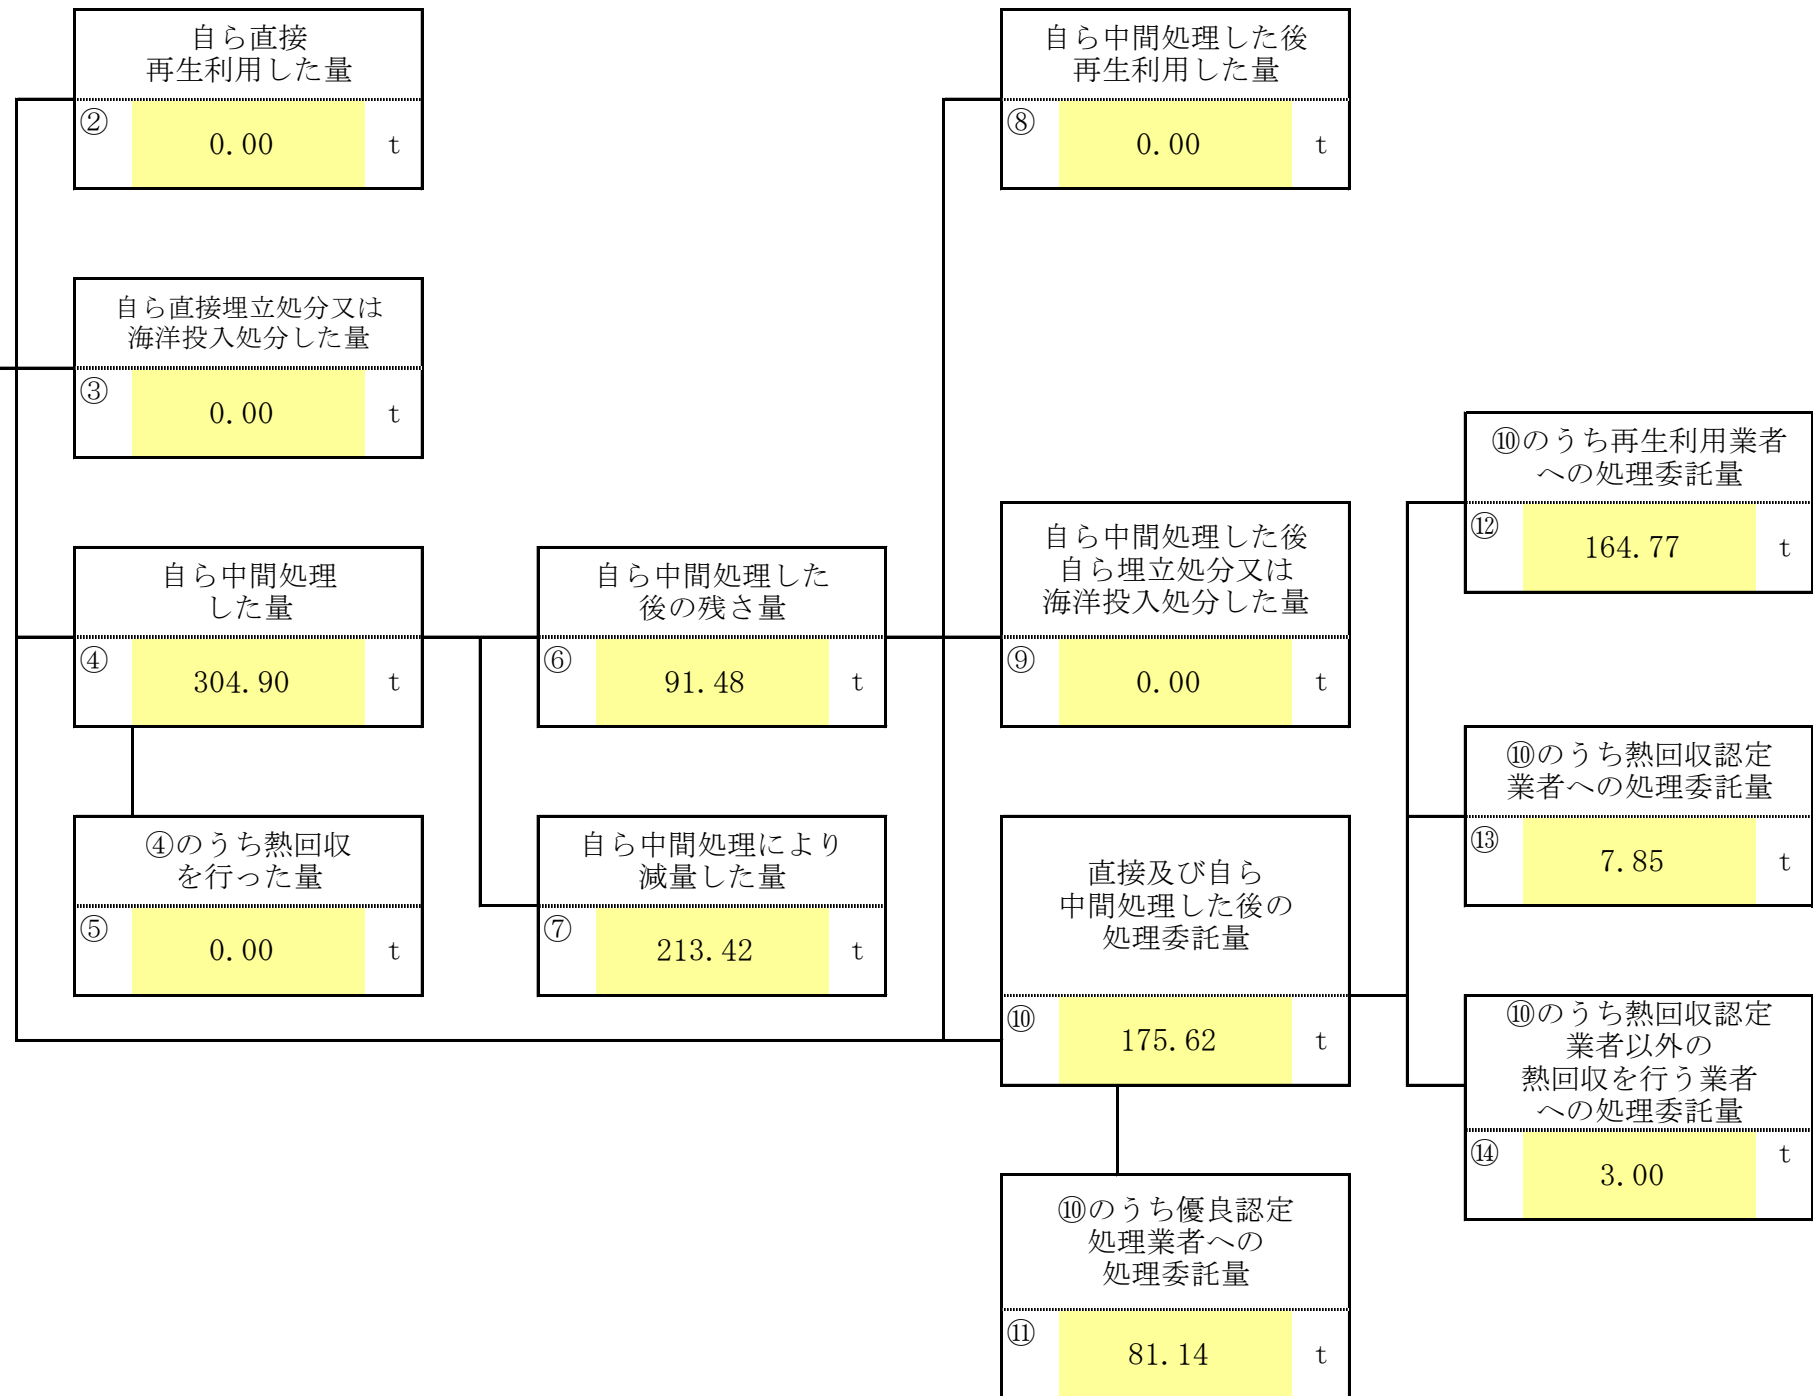 自ら直接
再生利用した量
②
0.00
t
自ら中間処理した後
再生利用した量
⑧
0.00
t
自ら直接埋立処分又は
海洋投入処分した量
③
0.00
t
⑩のうち再生利用業者
への処理委託量
⑫
164.77
t
自ら中間処理
した量
④
304.90
t
自ら中間処理した
後の残さ量
⑥
91.48
t
自ら中間処理した後
自ら埋立処分又は
海洋投入処分した量
⑨
0.00
t
⑩のうち熱回収認定
業者への処理委託量
⑬
7.85
t
④のうち熱回収
を行った量
⑤
0.00
t
自ら中間処理により
減量した量
⑦
213.42
t
直接及び自ら
中間処理した後の
処理委託量
⑩
175.62
t
⑩のうち熱回収認定
業者以外の
熱回収を行う業者
への処理委託量
⑭
3.00
t
⑩のうち優良認定
処理業者への
処理委託量
⑪
81.14
t